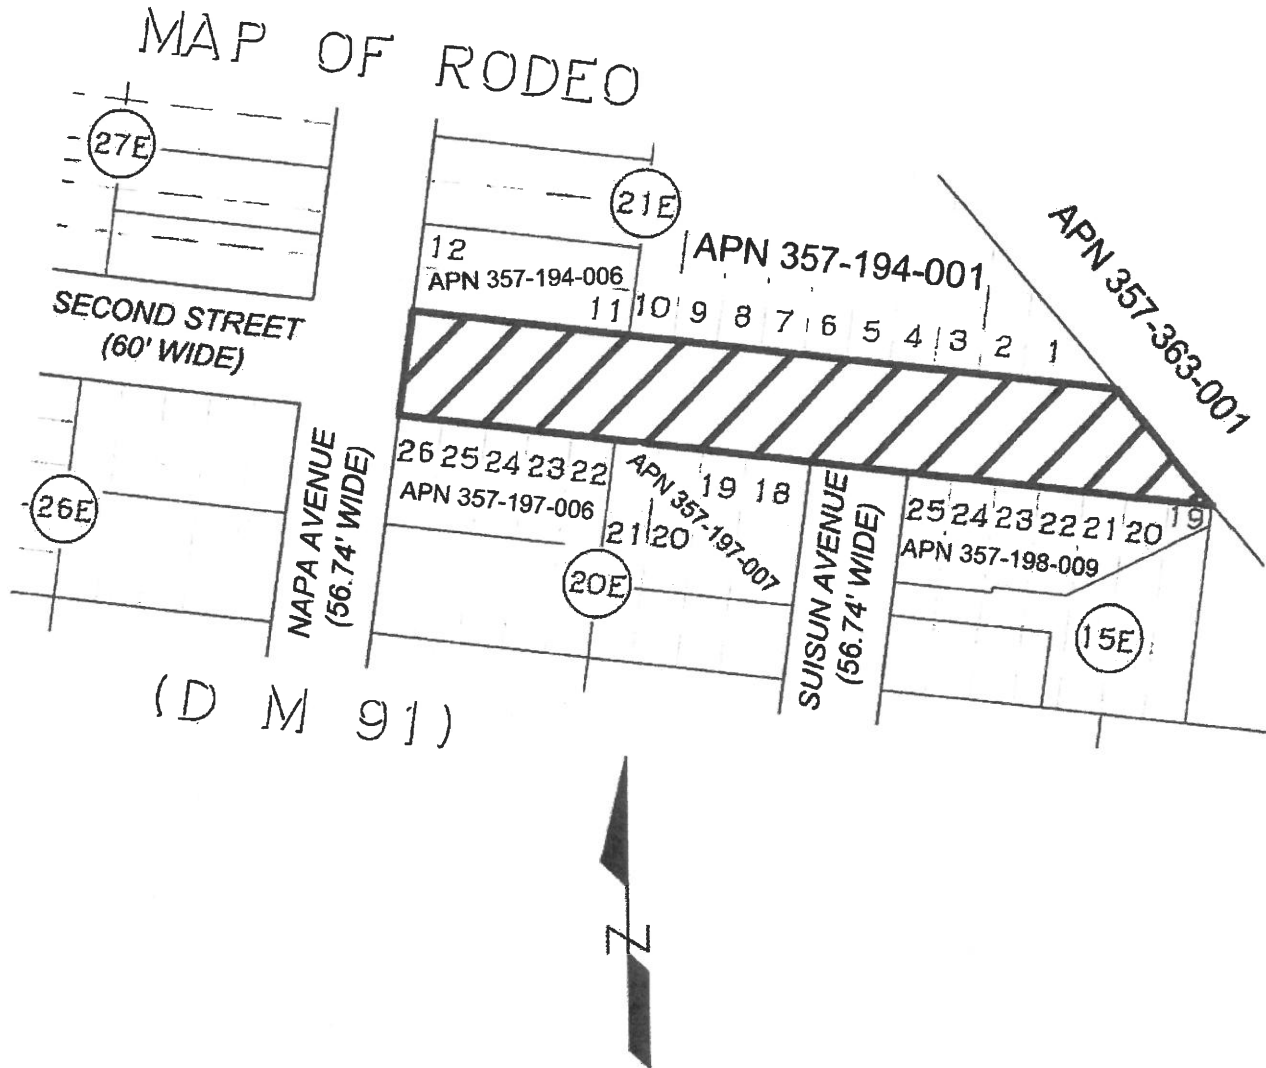 MAP OF RODEO
27E
21E
12
APN 357-194-006
APN 357-194-001
APN 357-363-001
11 10 9 8 7 6 5 4 3 2 1
SECOND STREET
(60' WIDE)
26 25 24 23 22
APN 357-197-006
APN 357-197-007
19 18
21 20
25 24 23 22 21 20 19
APN 357-198-009
26E
NAPA AVENUE
(56.74' WIDE)
20E
SUISUN AVENUE
(56.74' WIDE)
15E
(D M 91)
N